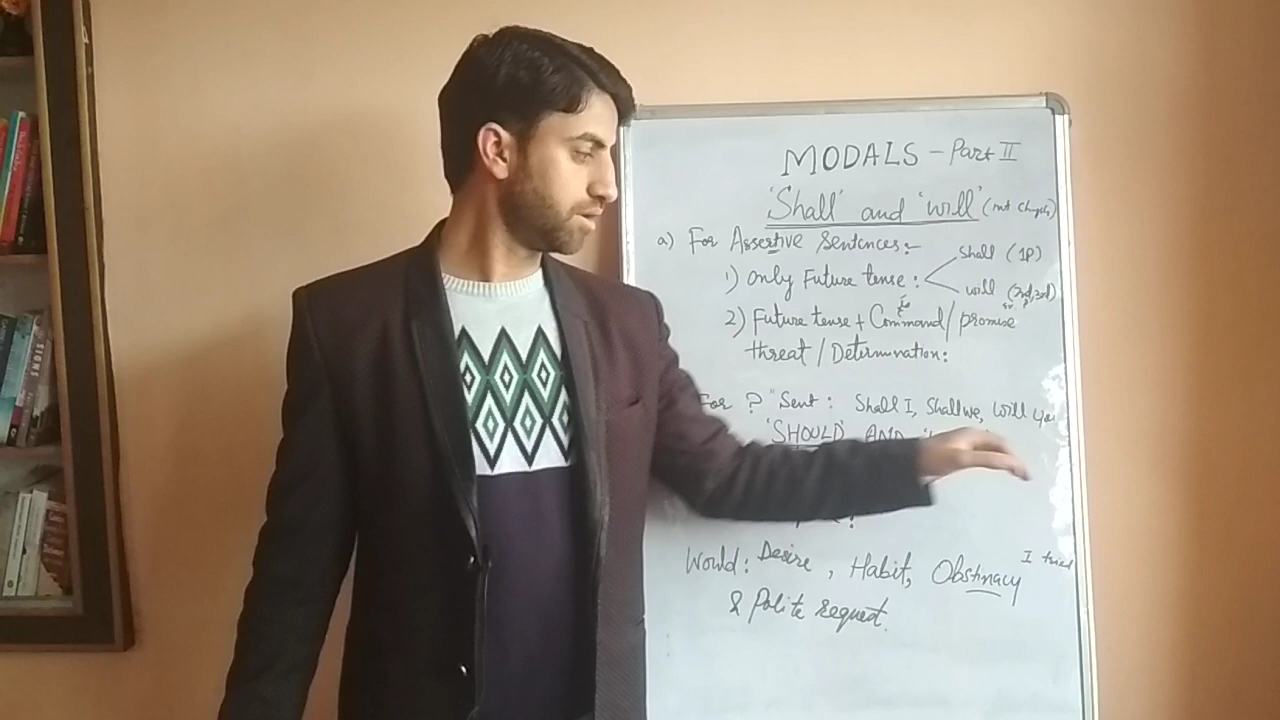 MODALS - Part II
'Shall' and 'will'
a) For Assertive Sentences:-
shall (1P)
1) Only Future tense:
will (2nd, 3rd)
2) Future tense + Command / promise
threat / Determination:
For ? Sent: Shall I, Shall we, Will you
'SHOULD' AND
Would: Desire, Habit, Obstinacy I tried
& Polite request.
SINGH